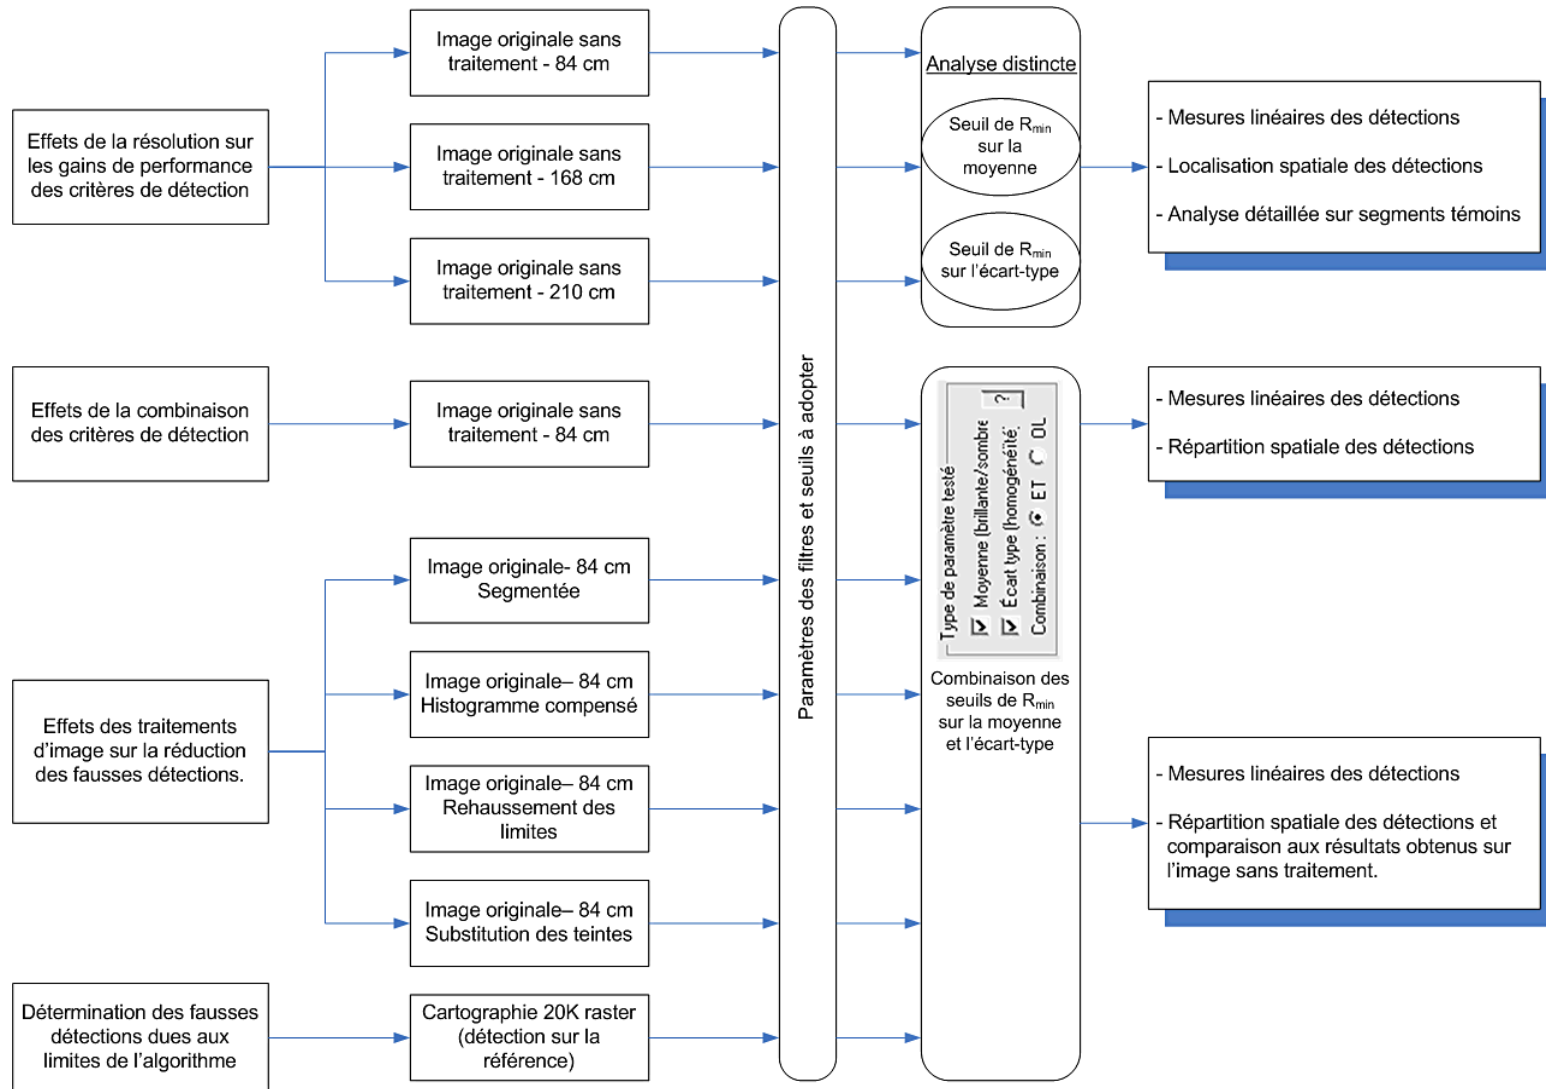 Effets de la résolution sur
les gains de performance
des critères de détection
Effets de la combinaison
des critères de détection
Effets des traitements
d'image sur la réduction
des fausses détections.
Détermination des fausses
détections dues aux
limites de l'algorithme
Image originale sans
traitement - 84 cm
Image originale sans
traitement - 168 cm
Image originale sans
traitement - 210 cm
Image originale sans
traitement - 84 cm
Image originale- 84 cm
Segmentée
Image originale– 84 cm
Histogramme compensé
Image originale– 84 cm
Rehaussement des
limites
Image originale– 84 cm
Substitution des teintes
Cartographie 20K raster
(détection sur la
référence)
Paramètres des filtres et seuils à adopter
Analyse distincte
Seuil de Rmin
sur la
moyenne
Seuil de Rmin
sur l'écart-type
Type de paramètre testé
Moyenne (brillante/sombre
Écart type (homogénéité)
Combinaison : ET OU
?
Combinaison des
seuils de Rmin
sur la moyenne
et l'écart-type
- Mesures linéaires des détections
- Localisation spatiale des détections
- Analyse détaillée sur segments témoins
- Mesures linéaires des détections
- Répartition spatiale des détections
- Mesures linéaires des détections
- Répartition spatiale des détections et
comparaison aux résultats obtenus sur
l'image sans traitement.